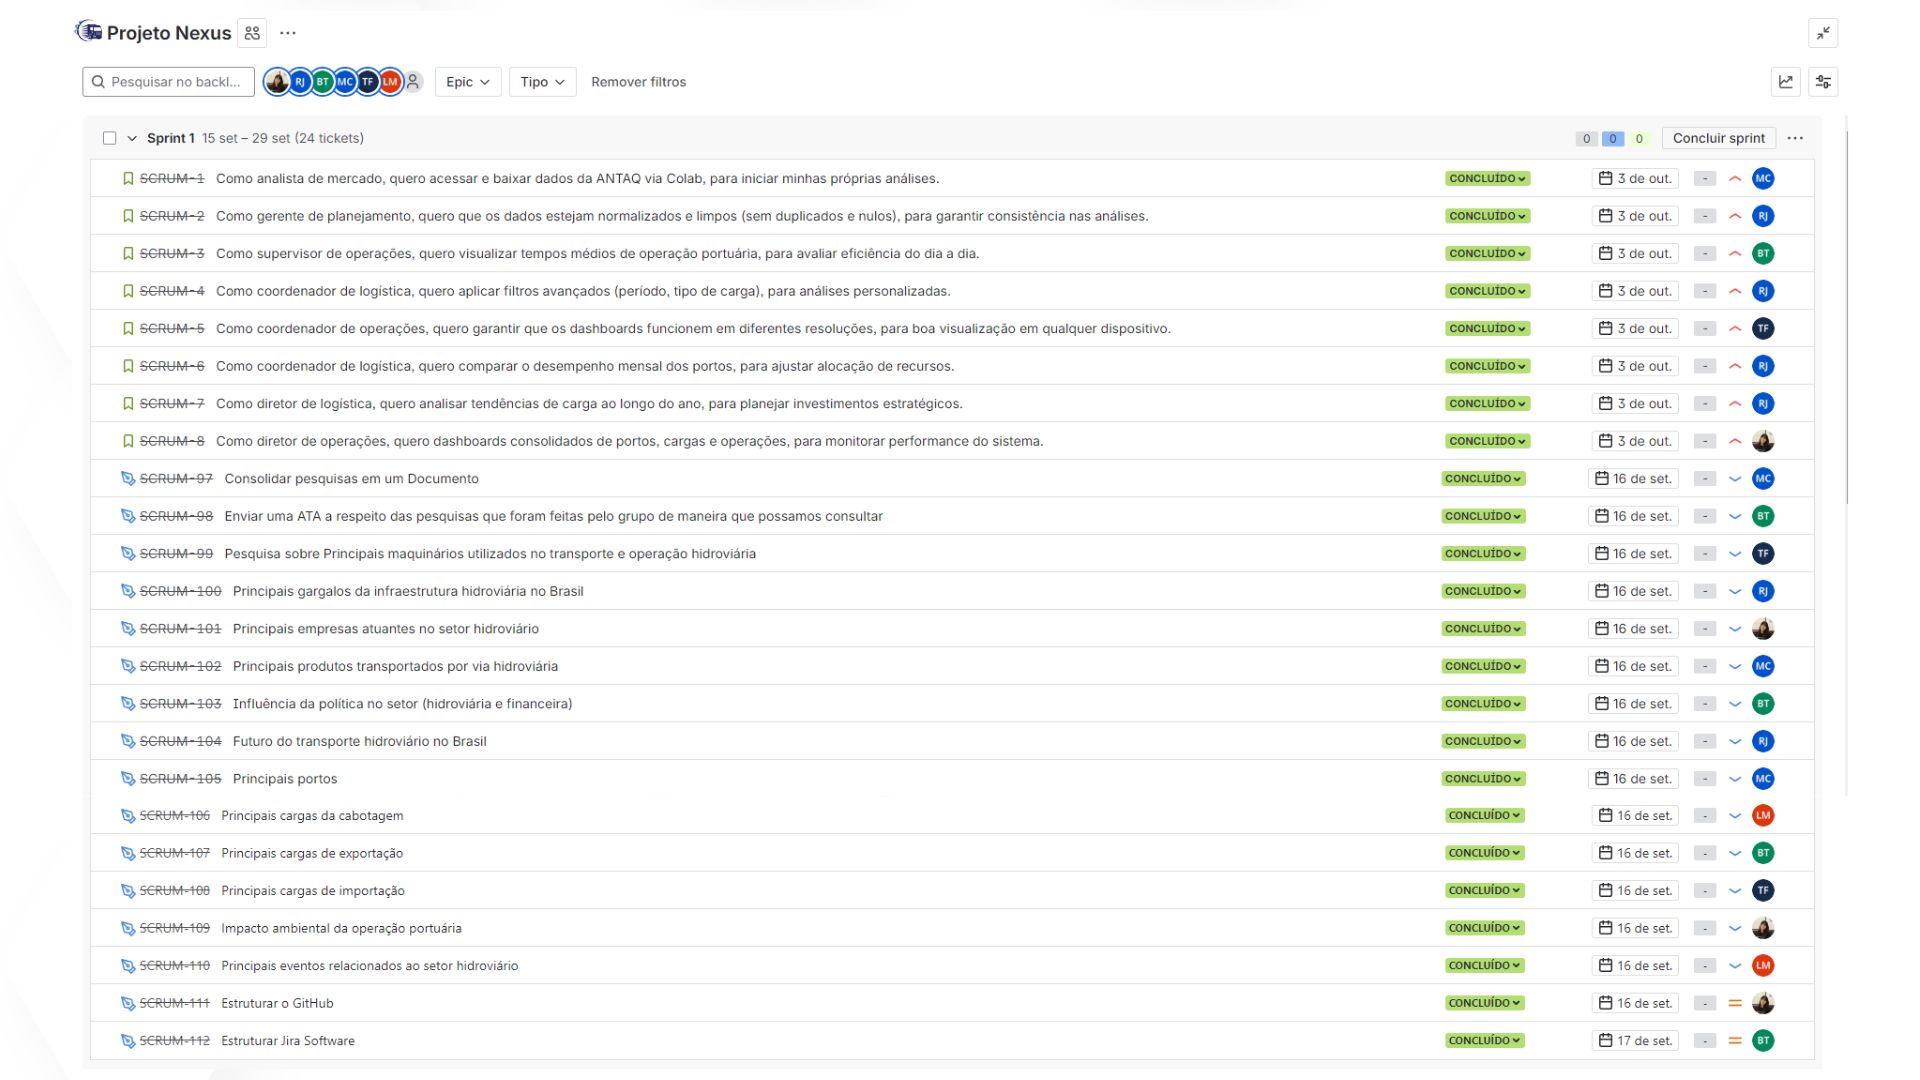 Projeto Nexus
Pesquisar no backl... RJ BT MC TF LM Epic Tipo Remover filtros
Sprint 1 15 set – 29 set (24 tickets) 0 0 0 Concluir sprint
SCRUM-1 Como analista de mercado, quero acessar e baixar dados da ANTAQ via Colab, para iniciar minhas próprias análises. CONCLUÍDO 3 de out. - MC
SCRUM-2 Como gerente de planejamento, quero que os dados estejam normalizados e limpos (sem duplicados e nulos), para garantir consistência nas análises. CONCLUÍDO 3 de out. - RJ
SCRUM-3 Como supervisor de operações, quero visualizar tempos médios de operação portuária, para avaliar eficiência do dia a dia. CONCLUÍDO 3 de out. - BT
SCRUM-4 Como coordenador de logística, quero aplicar filtros avançados (período, tipo de carga), para análises personalizadas. CONCLUÍDO 3 de out. - RJ
SCRUM-5 Como coordenador de operações, quero garantir que os dashboards funcionem em diferentes resoluções, para boa visualização em qualquer dispositivo. CONCLUÍDO 3 de out. - TF
SCRUM-6 Como coordenador de logística, quero comparar o desempenho mensal dos portos, para ajustar alocação de recursos. CONCLUÍDO 3 de out. - RJ
SCRUM-7 Como diretor de logística, quero analisar tendências de carga ao longo do ano, para planejar investimentos estratégicos. CONCLUÍDO 3 de out. - RJ
SCRUM-8 Como diretor de operações, quero dashboards consolidados de portos, cargas e operações, para monitorar performance do sistema. CONCLUÍDO 3 de out. -
SCRUM-97 Consolidar pesquisas em um Documento CONCLUÍDO 16 de set. - MC
SCRUM-98 Enviar uma ATA a respeito das pesquisas que foram feitas pelo grupo de maneira que possamos consultar CONCLUÍDO 16 de set. - BT
SCRUM-99 Pesquisa sobre Principais maquinários utilizados no transporte e operação hidroviária CONCLUÍDO 16 de set. - TF
SCRUM-100 Principais gargalos da infraestrutura hidroviária no Brasil CONCLUÍDO 16 de set. - RJ
SCRUM-101 Principais empresas atuantes no setor hidroviário CONCLUÍDO 16 de set. -
SCRUM-102 Principais produtos transportados por via hidroviária CONCLUÍDO 16 de set. - MC
SCRUM-103 Influência da política no setor (hidroviária e financeira) CONCLUÍDO 16 de set. - BT
SCRUM-104 Futuro do transporte hidroviário no Brasil CONCLUÍDO 16 de set. - RJ
SCRUM-105 Principais portos CONCLUÍDO 16 de set. - MC
SCRUM-106 Principais cargas da cabotagem CONCLUÍDO 16 de set. - LM
SCRUM-107 Principais cargas de exportação CONCLUÍDO 16 de set. - BT
SCRUM-108 Principais cargas de importação CONCLUÍDO 16 de set. - TF
SCRUM-109 Impacto ambiental da operação portuária CONCLUÍDO 16 de set. -
SCRUM-110 Principais eventos relacionados ao setor hidroviário CONCLUÍDO 16 de set. - LM
SCRUM-111 Estruturar o GitHub CONCLUÍDO 16 de set. -
SCRUM-112 Estruturar Jira Software CONCLUÍDO 17 de set. - BT